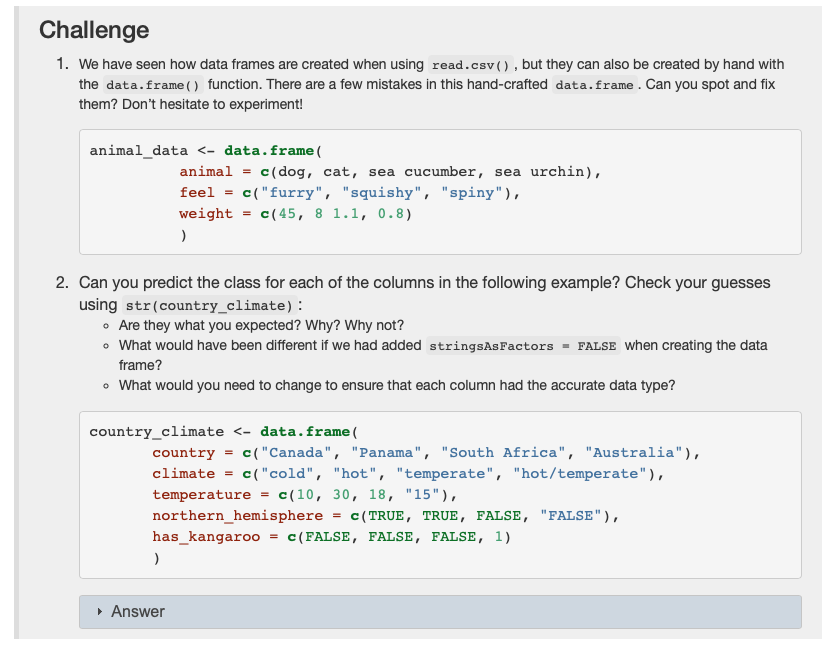 Challenge
1. We have seen how data frames are created when using read.csv(), but they can also be created by hand with
the data.frame() function. There are a few mistakes in this hand-crafted data.frame. Can you spot and fix
them? Don't hesitate to experiment!
animal_data <- data.frame(
animal = c(dog, cat, sea cucumber, sea urchin),
feel = c("furry", "squishy", "spiny"),
weight = c(45, 8 1.1, 0.8)
)
2. Can you predict the class for each of the columns in the following example? Check your guesses
using str(country_climate):
◦ Are they what you expected? Why? Why not?
◦ What would have been different if we had added stringsAsFactors = FALSE when creating the data
frame?
◦ What would you need to change to ensure that each column had the accurate data type?
country_climate <- data.frame(
country = c("Canada", "Panama", "South Africa", "Australia"),
climate = c("cold", "hot", "temperate", "hot/temperate"),
temperature = c(10, 30, 18, "15"),
northern_hemisphere = c(TRUE, TRUE, FALSE, "FALSE"),
has_kangaroo = c(FALSE, FALSE, FALSE, 1)
)
Answer